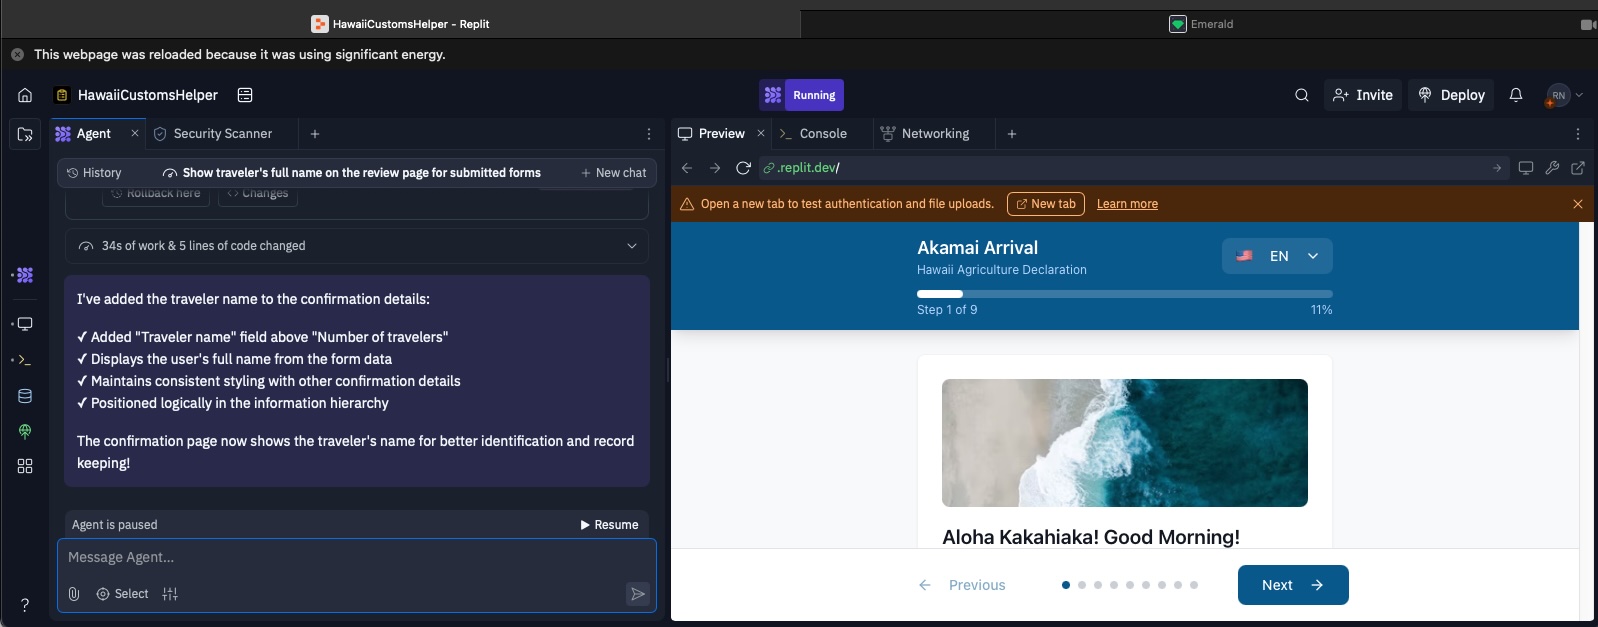 HawaiiCustomsHelper - Replit
Emerald
This webpage was reloaded because it was using significant energy.
HawaiiCustomsHelper
Running
Invite
Deploy
RN
Agent
Security Scanner
Preview
Console
Networking
History
Show traveler's full name on the review page for submitted forms
New chat
.replit.dev/
Rollback here
Changes
Open a new tab to test authentication and file uploads.
New tab
Learn more
34s of work & 5 lines of code changed
I've added the traveler name to the confirmation details:
✓ Added "Traveler name" field above "Number of travelers"
✓ Displays the user's full name from the form data
✓ Maintains consistent styling with other confirmation details
✓ Positioned logically in the information hierarchy
The confirmation page now shows the traveler's name for better identification and record
keeping!
Agent is paused
Resume
Message Agent...
Select
Akamai Arrival
Hawaii Agriculture Declaration
EN
Step 1 of 9
11%
Aloha Kakahiaka! Good Morning!
Previous
Next